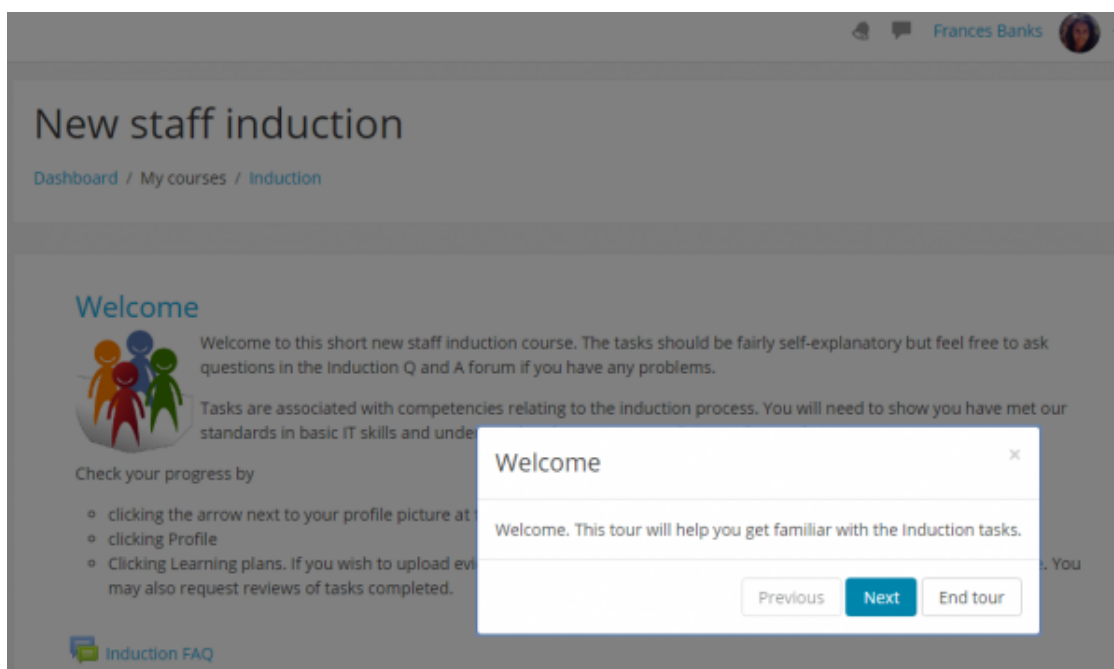 Frances Banks
New staff induction
Dashboard / My courses / Induction
Welcome
Welcome to this short new staff induction course. The tasks should be fairly self-explanatory but feel free to ask
questions in the Induction Q and A forum if you have any problems.
Tasks are associated with competencies relating to the induction process. You will need to show you have met our
standards in basic IT skills and
Check your progress by
clicking the arrow next to your profile picture at
clicking Profile
Clicking Learning plans. If you wish to upload
You
may also request reviews of tasks completed.
Welcome
×
Welcome. This tour will help you get familiar with the Induction tasks.
Previous
Next
End tour
Induction FAQ